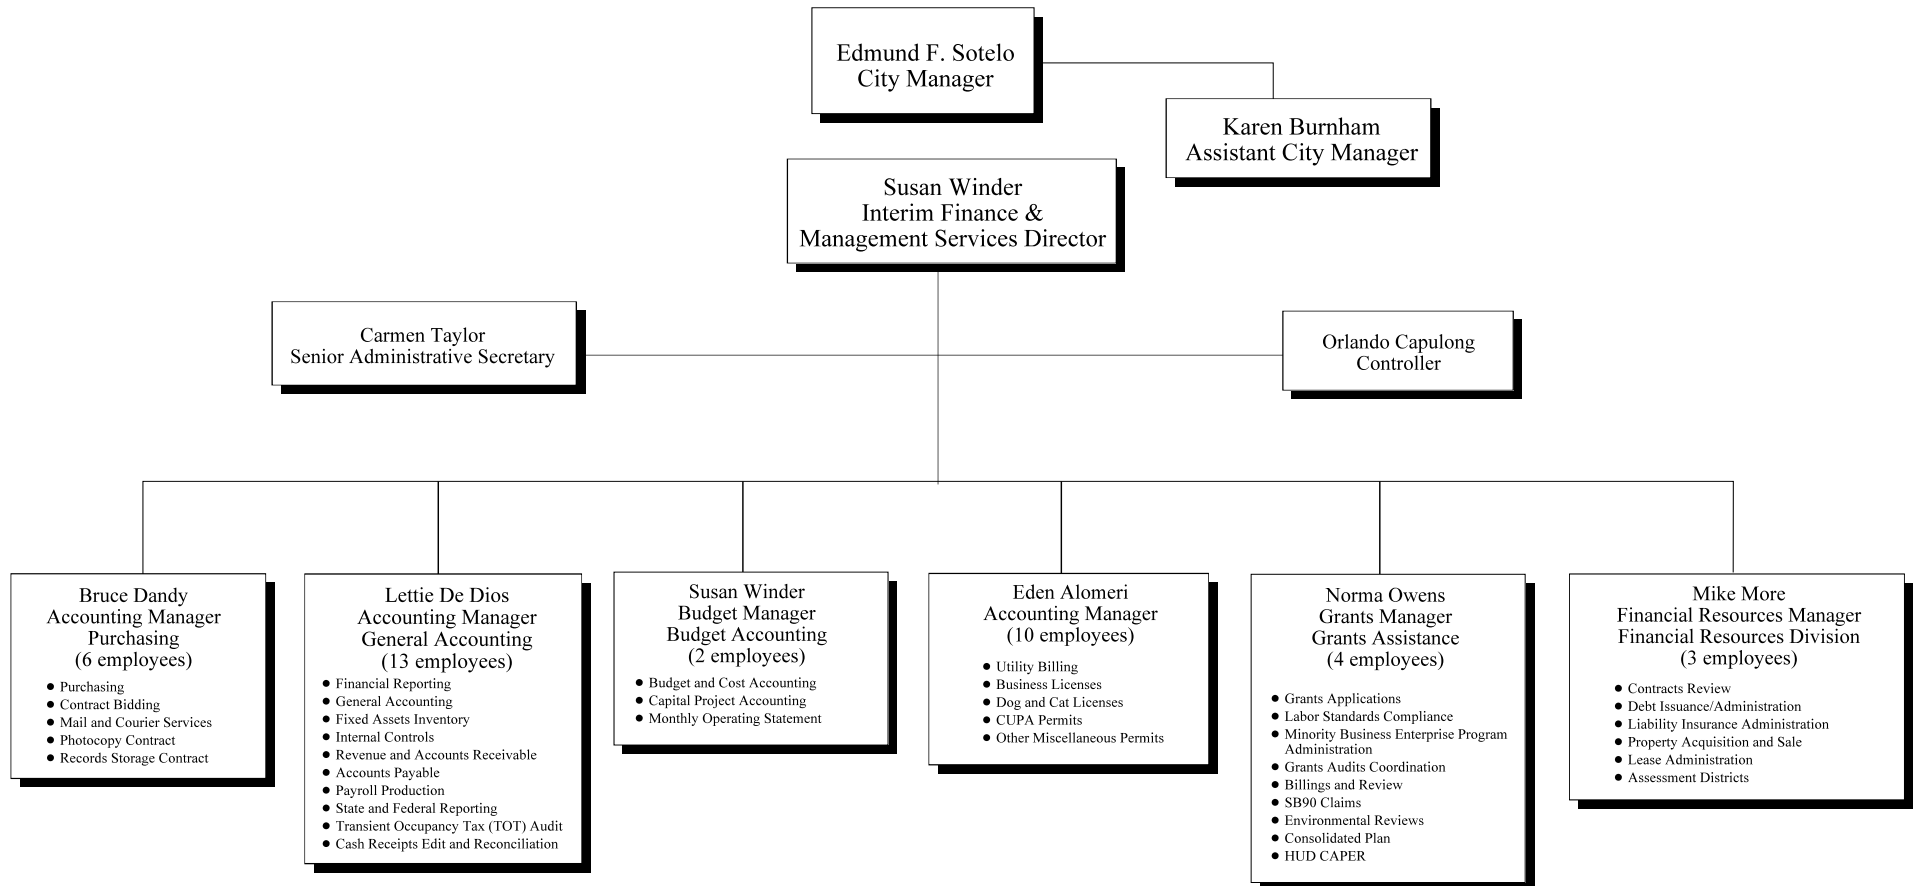 Edmund F. Sotelo
City Manager
Karen Burnham
Assistant City Manager
Susan Winder
Interim Finance &
Management Services Director
Carmen Taylor
Senior Administrative Secretary
Orlando Capulong
Controller
Bruce Dandy
Accounting Manager
Purchasing
(6 employees)
● Purchasing
● Contract Bidding
● Mail and Courier Services
● Photocopy Contract
● Records Storage Contract
Lettie De Dios
Accounting Manager
General Accounting
(13 employees)
● Financial Reporting
● General Accounting
● Fixed Assets Inventory
● Internal Controls
● Revenue and Accounts Receivable
● Accounts Payable
● Payroll Production
● State and Federal Reporting
● Transient Occupancy Tax (TOT) Audit
● Cash Receipts Edit and Reconciliation
Susan Winder
Budget Manager
Budget Accounting
(2 employees)
● Budget and Cost Accounting
● Capital Project Accounting
● Monthly Operating Statement
Eden Alomeri
Accounting Manager
(10 employees)
● Utility Billing
● Business Licenses
● Dog and Cat Licenses
● CUPA Permits
● Other Miscellaneous Permits
Norma Owens
Grants Manager
Grants Assistance
(4 employees)
● Grants Applications
● Labor Standards Compliance
● Minority Business Enterprise Program
Administration
● Grants Audits Coordination
● Billings and Review
● SB90 Claims
● Environmental Reviews
● Consolidated Plan
● HUD CAPER
Mike More
Financial Resources Manager
Financial Resources Division
(3 employees)
● Contracts Review
● Debt Issuance/Administration
● Liability Insurance Administration
● Property Acquisition and Sale
● Lease Administration
● Assessment Districts